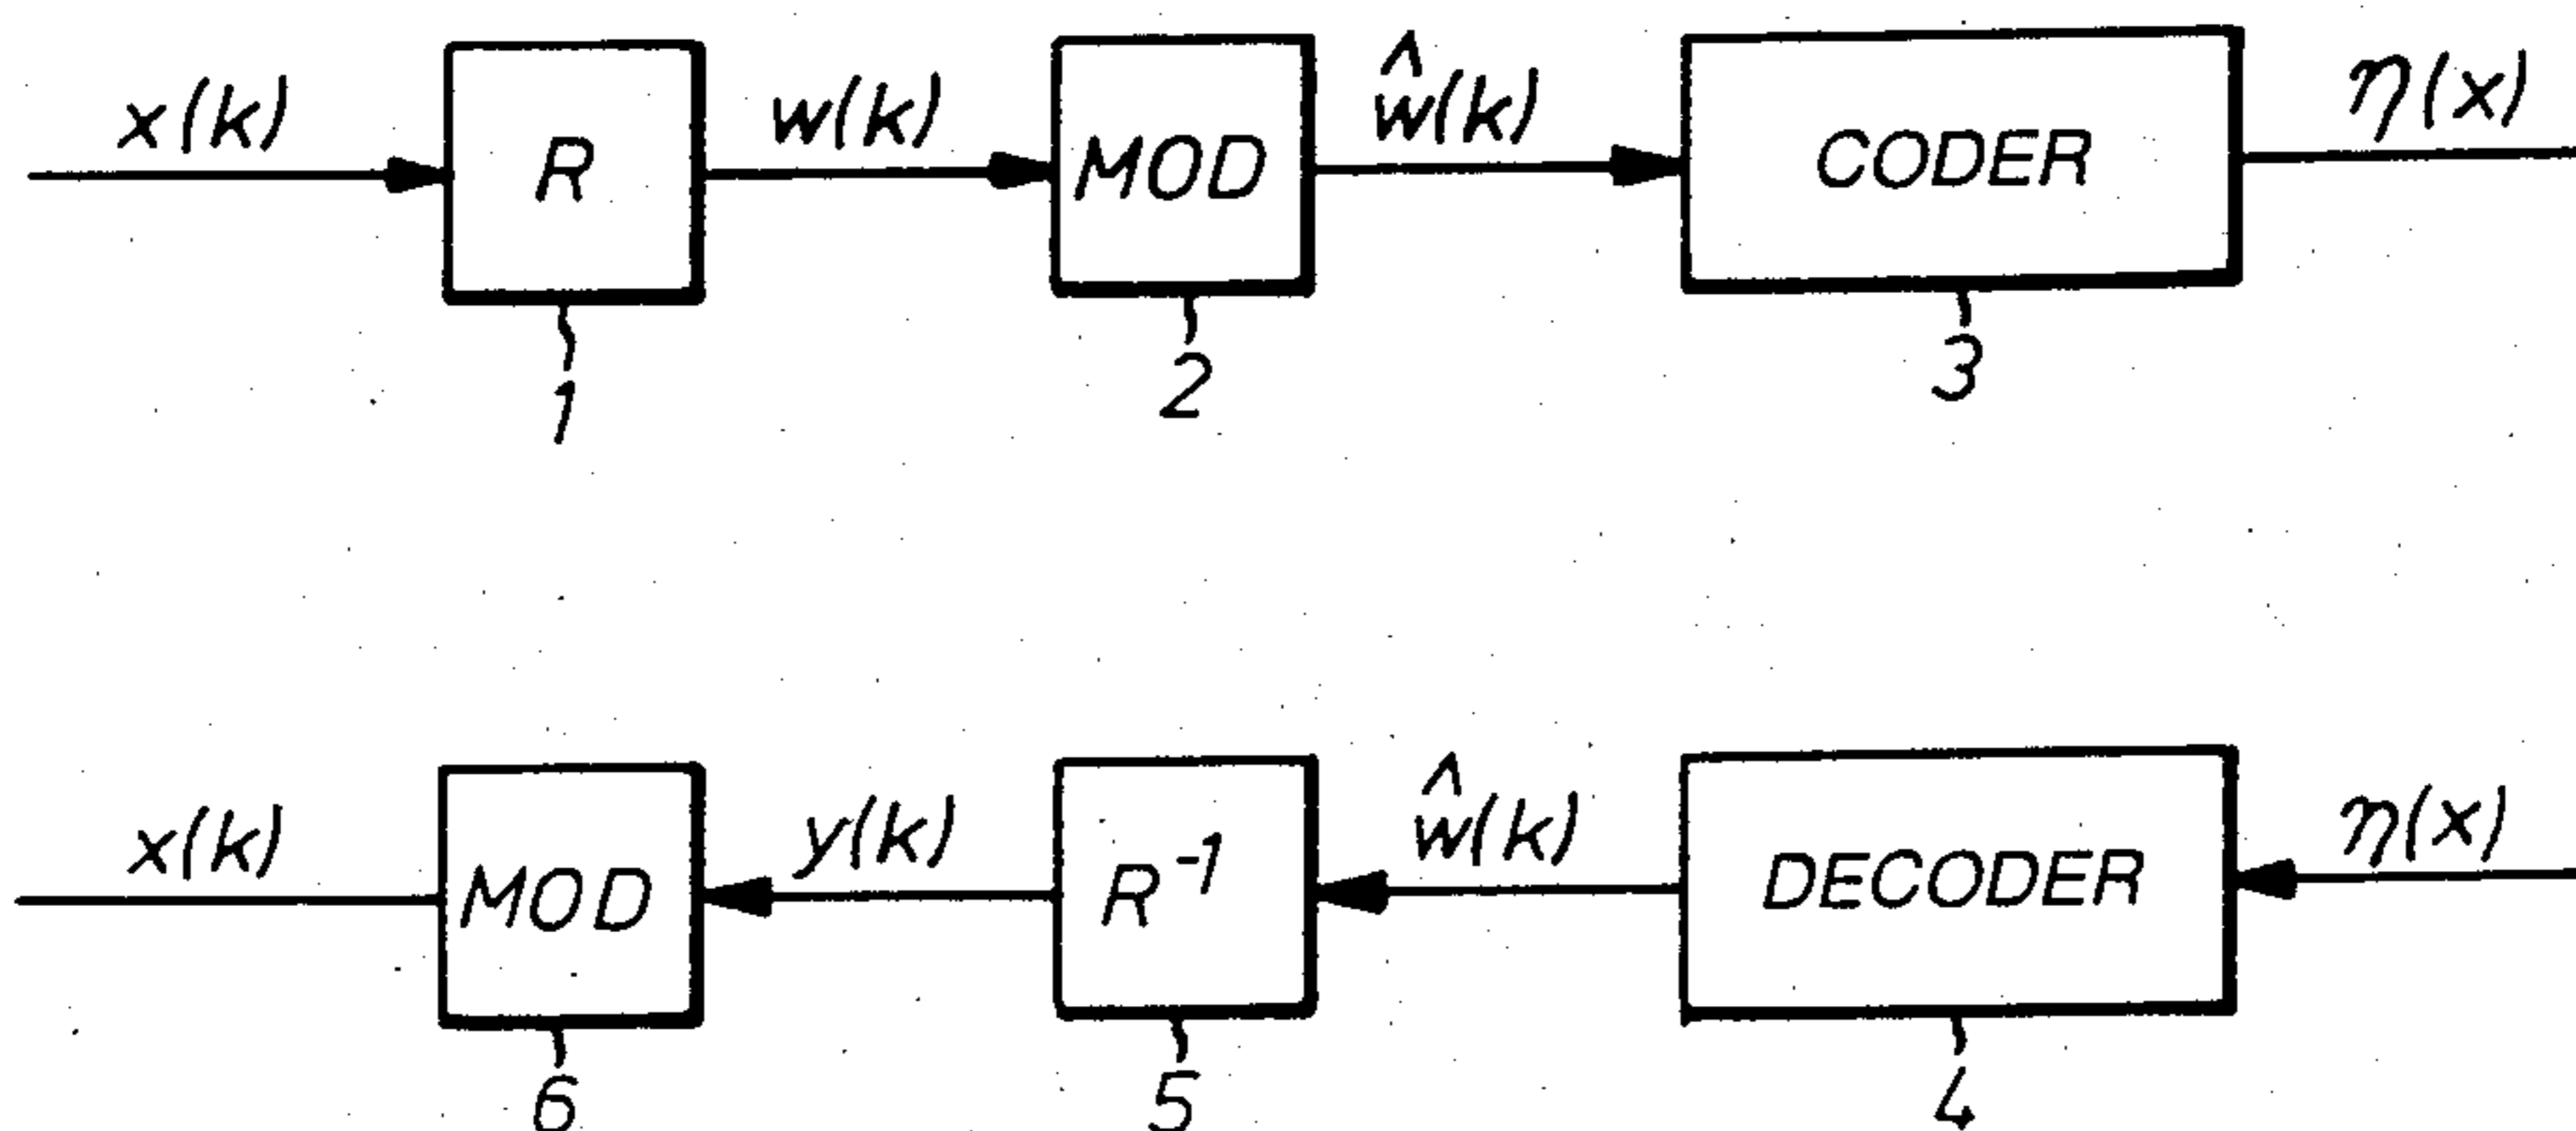 x(k)
R
w(k)
MOD
ŵ(k)
CODER
η(x)
1
2
3
x(k)
MOD
y(k)
R⁻¹
ŵ(k)
DECODER
η(x)
6
5
4